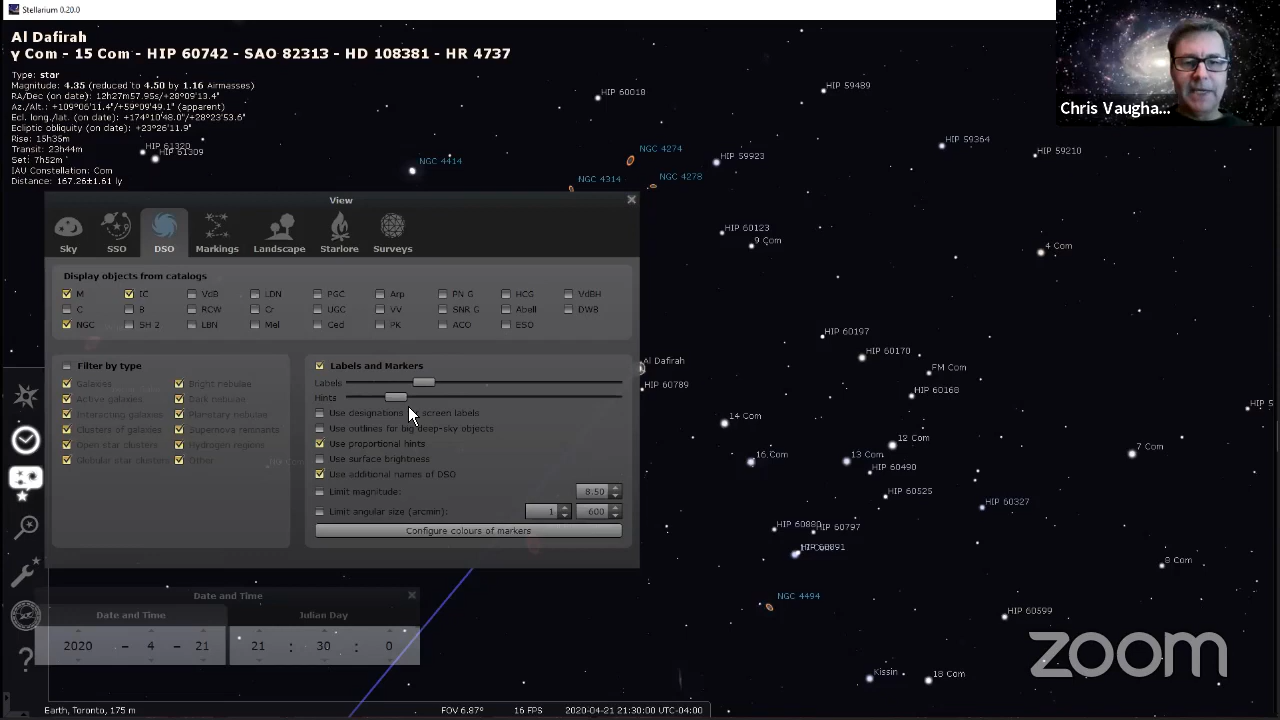 Stellarium 0.20.0
Al Dafirah
γ Com - 15 Com - HIP 60742 - SAO 82313 - HD 108381 - HR 4737
Type: star
Magnitude: 4.35 (reduced to 4.50 by 1.16 Airmasses)
RA/Dec (on date): 12h27m57.95s/+28°09'13.4"
Az./Alt.: +109°06'11.4"/+59°09'49.1" (apparent)
Ecl. long./lat. (on date): +174°10'48.0"/+28°23'53.6"
Ecliptic obliquity (on date): +23°26'11.9"
Rise: 15h35m
Transit: 23h44m
Set: 7h52m
IAU Constellation: Com
Distance: 167.26±1.61 ly
HIP 61320
HIP 61309
Chris Vaugha...
HIP 60018
HIP 59489
NGC 4414
NGC 4274
HIP 59923
HIP 59364
HIP 59210
NGC 4314
NGC 4278
View
Sky
SSO
DSO
Markings
Landscape
Starlore
Surveys
HIP 60123
9 Com
4 Com
Display objects from catalogs
M IC VdB LDN PGC Arp PN G HCG VdBH
C B RCW Cr UGC VV SNR G Abell DWB
NGC SH 2 LBN Mel Ced PK ACO ESO
Filter by type
Galaxies Bright nebulae
Active galaxies Dark nebulae
Interacting galaxies Planetary nebulae
Clusters of galaxies Supernova remnants
Open star clusters Hydrogen regions
Globular star clusters Other
Labels and Markers
Labels
Hints
Use designations screen labels
Use outlines for big deep-sky objects
Use proportional hints
Use surface brightness
Use additional names of DSO
Limit magnitude: 8.50
Limit angular size (arcmin): 1 600
Configure colours of markers
HIP 60197
HIP 60170
Al Dafirah
FM Com
HIP 60789
HIP 60168
14 Com
12 Com
7 Com
16 Com
13 Com
HIP 60490
HIP 60525
HIP 60327
HIP 60880
HIP 60797
HIP 60891
8 Com
NGC 4494
HIP 60599
Kissin
18 Com
Date and Time
Date and Time Julian Day
2020 - 4 - 21 21 : 30 : 0
zoom
Earth, Toronto, 175 m FOV 6.87° 16 FPS 2020-04-21 21:30:00 UTC-04:00